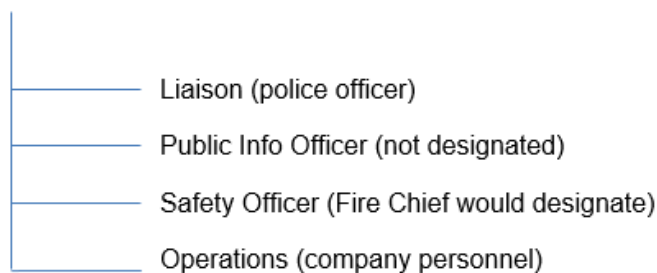 Liaison (police officer)
Public Info Officer (not designated)
Safety Officer (Fire Chief would designate)
Operations (company personnel)